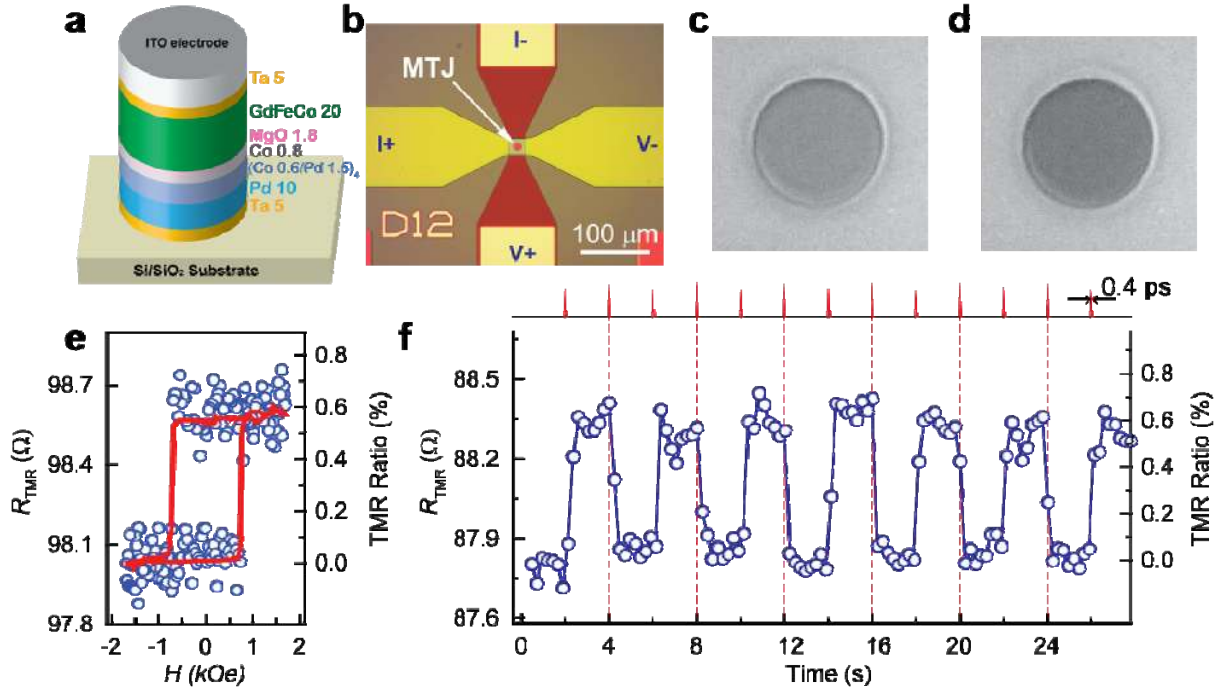 a
ITO electrode
Ta 5
GdFeCo 20
MgO 1.8
Co 0.8
(Co 0.6/Pd 1.5)₄
Pd 10
Ta 5
Si/SiO₂ Substrate
b
I-
MTJ
I+
V-
D12
100 μm
V+
c
d
0.4 ps
e
98.7
98.4
98.1
97.8
R_TMR (Ω)
0.8
0.6
0.4
0.2
0.0
TMR Ratio (%)
-2 -1 0 1 2
H (kOe)
f
88.5
88.2
87.9
87.6
R_TMR (Ω)
0.8
0.6
0.4
0.2
0.0
TMR Ratio (%)
0 4 8 12 16 20 24
Time (s)